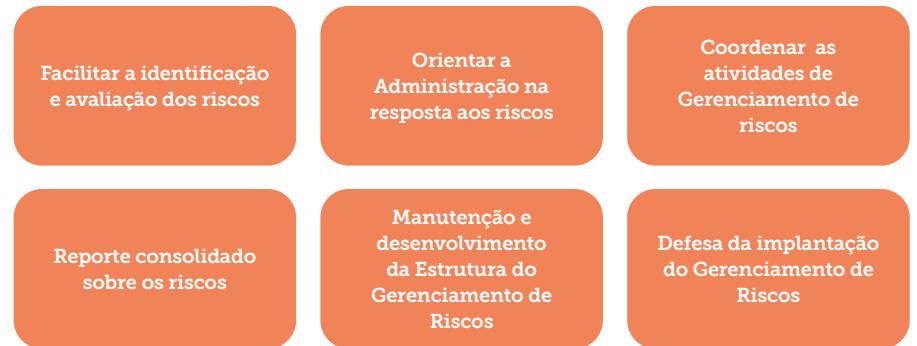 Facilitar a identificação
e avaliação dos riscos
Orientar a
Administração na
resposta aos riscos
Coordenar as
atividades de
Gerenciamento de
riscos
Reporte consolidado
sobre os riscos
Manutenção e
desenvolvimento
da Estrutura do
Gerenciamento de
Riscos
Defesa da implantação
do Gerenciamento de
Riscos